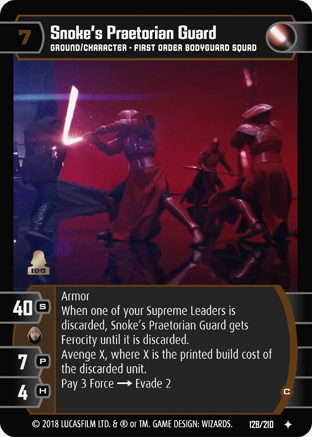 7
Snoke's Praetorian Guard
GROUND/CHARACTER - FIRST ORDER BODYGUARD SQUAD
40 S
Armor
When one of your Supreme Leaders is
discarded, Snoke's Praetorian Guard gets
Ferocity until it is discarded.
7 P
Avenge X, where X is the printed build cost of
the discarded unit.
4 H
Pay 3 Force → Evade 2
C
© 2018 LUCASFILM LTD. & ® or TM. GAME DESIGN: WIZARDS.
128/210